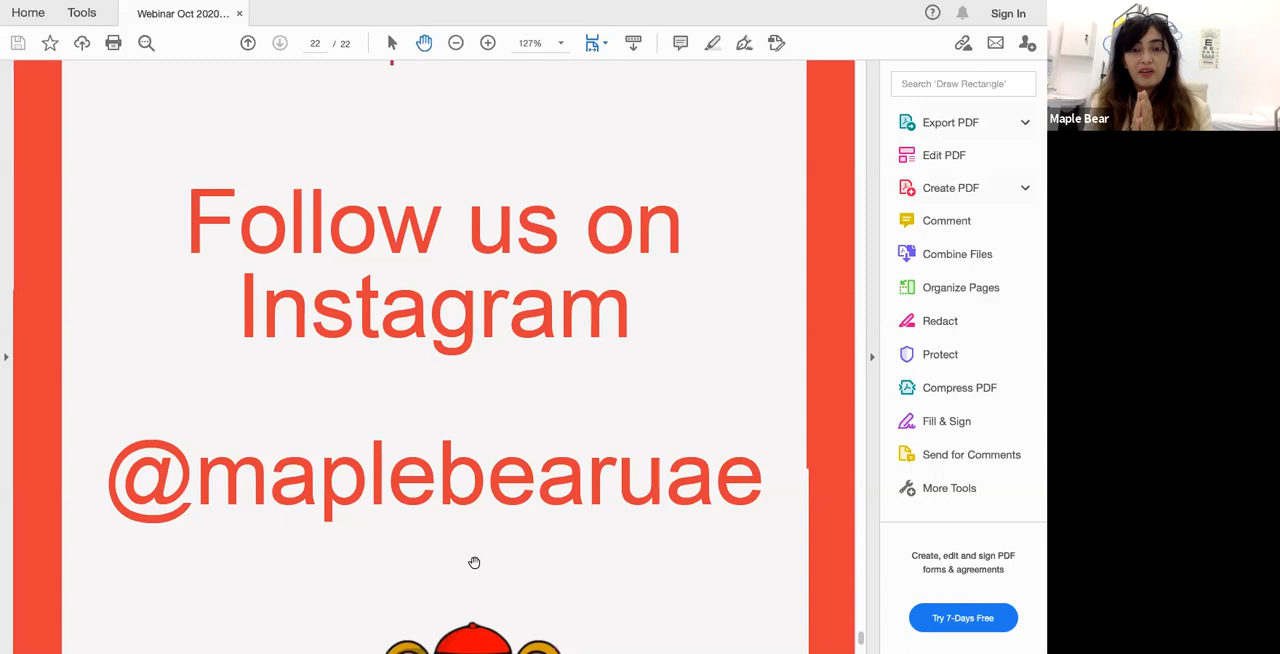 Home
Tools
Webinar Oct 2020...
×
Sign In
22 / 22
127%
Follow us on
Instagram
@maplebearuae
Search 'Draw Rectangle'
Export PDF
Edit PDF
Create PDF
Comment
Combine Files
Organize Pages
Redact
Protect
Compress PDF
Fill & Sign
Send for Comments
More Tools
Create, edit and sign PDF
forms & agreements
Try 7-Days Free
Maple Bear